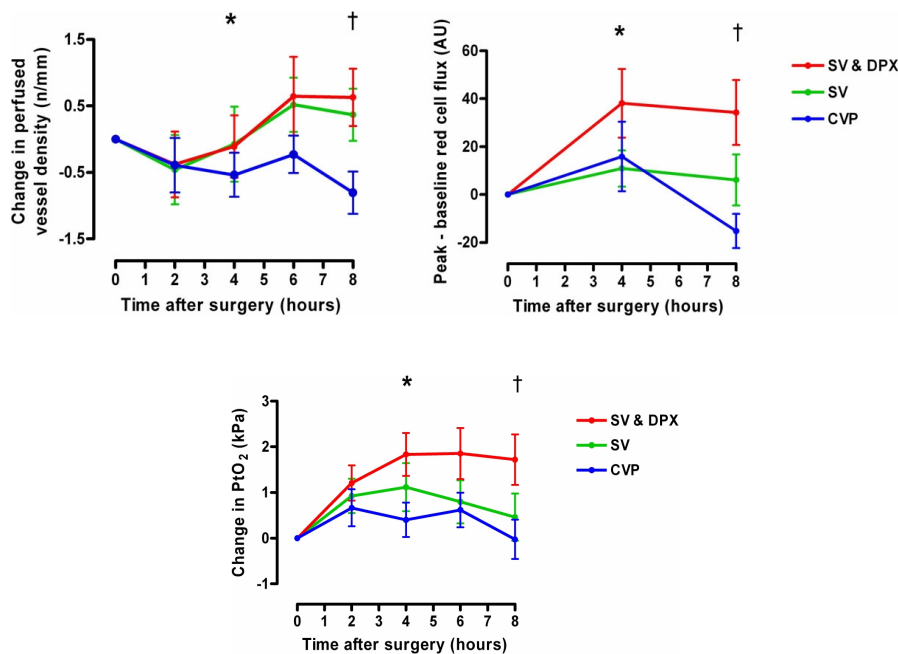 * †
1.5
0.5
-0.5
-1.5
Change in perfused
vessel density (n/mm)
0 1 2 3 4 5 6 7 8
Time after surgery (hours)
* †
60
40
20
0
-20
Peak - baseline red cell flux (AU)
0 1 2 3 4 5 6 7 8
Time after surgery (hours)
SV & DPX
SV
CVP
* †
3
2
1
0
-1
Change in PtO₂ (kPa)
0 1 2 3 4 5 6 7 8
Time after surgery (hours)
SV & DPX
SV
CVP